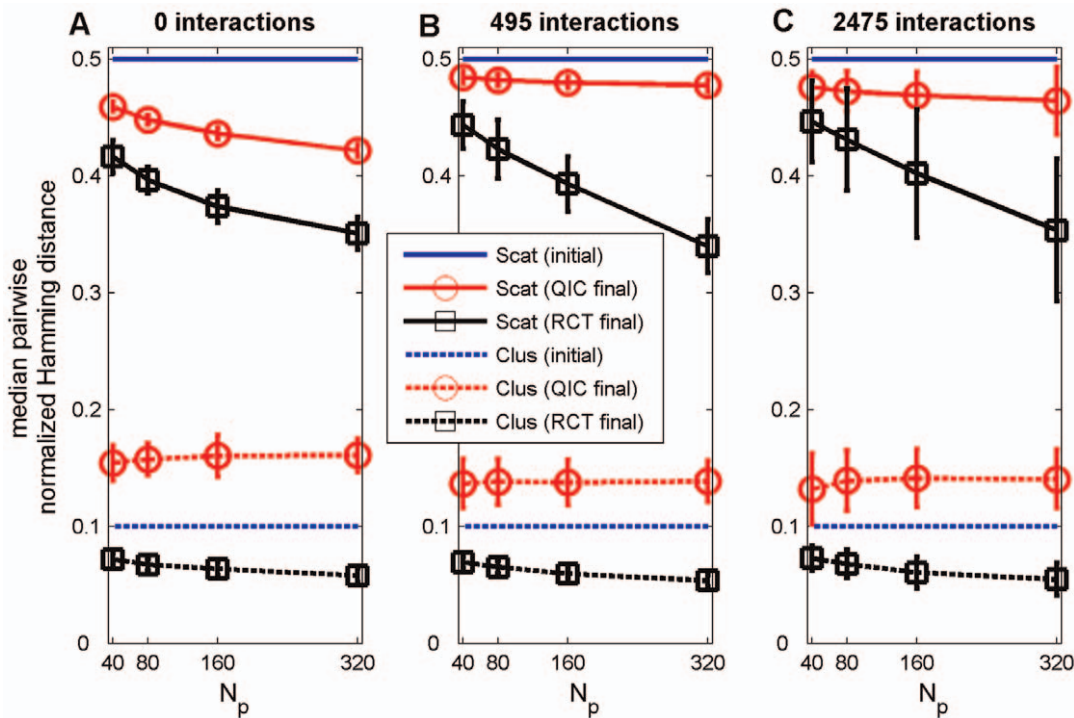 A 0 interactions
B 495 interactions
C 2475 interactions
median pairwise
normalized Hamming distance
0.5
0.4
0.3
0.2
0.1
0
40 80 160 320
N_p
0.5
0.4
0.1
0
40 80 160 320
N_p
0.5
0.4
0.3
0.2
0.1
0
40 80 160 320
N_p
Scat (initial)
Scat (QIC final)
Scat (RCT final)
Clus (initial)
Clus (QIC final)
Clus (RCT final)